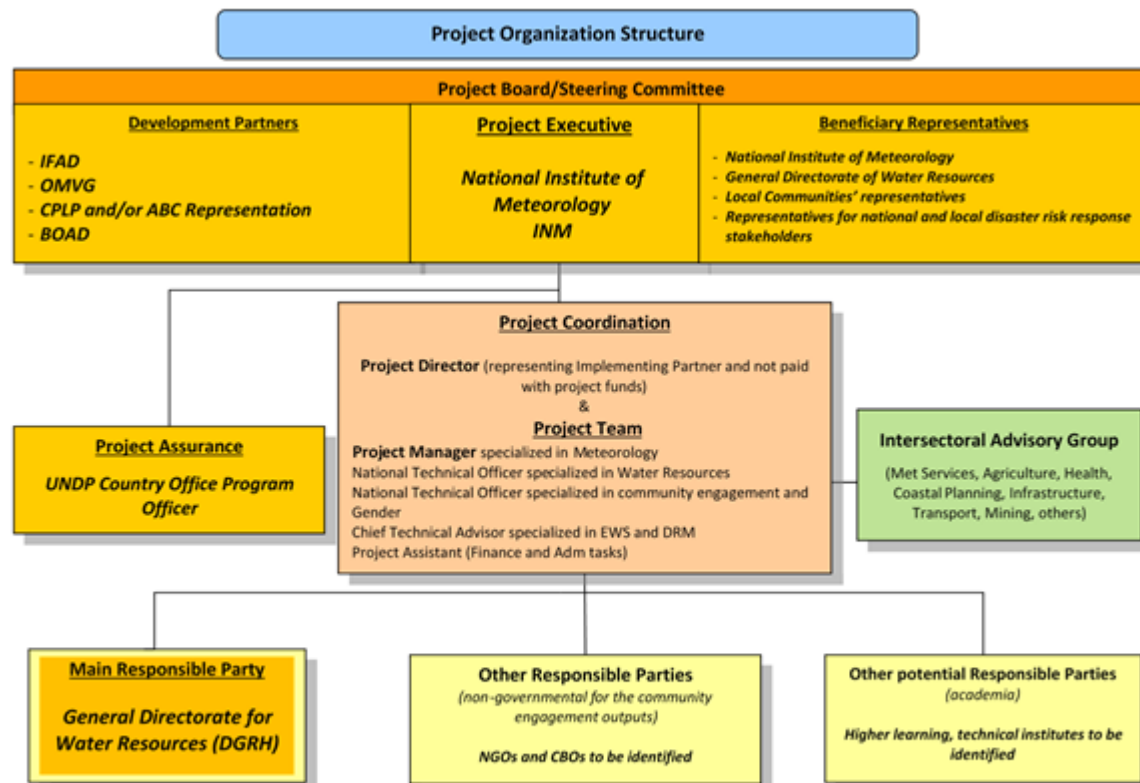 Project Organization Structure
Project Board/Steering Committee
Development Partners
- IFAD
- OMVG
- CPLP and/or ABC Representation
- BOAD
Project Executive
National Institute of
Meteorology
INM
Beneficiary Representatives
- National Institute of Meteorology
- General Directorate of Water Resources
- Local Communities' representatives
- Representatives for national and local disaster risk response
stakeholders
Project Coordination
Project Director (representing Implementing Partner and not paid
with project funds)
&
Project Team
Project Manager specialized in Meteorology
National Technical Officer specialized in Water Resources
National Technical Officer specialized in community engagement and
Gender
Chief Technical Advisor specialized in EWS and DRM
Project Assistant (Finance and Adm tasks)
Project Assurance
UNDP Country Office Program
Officer
Intersectoral Advisory Group
(Met Services, Agriculture, Health,
Coastal Planning, Infrastructure,
Transport, Mining, others)
Main Responsible Party
General Directorate for
Water Resources (DGRH)
Other Responsible Parties
(non-governmental for the community
engagement outputs)
NGOs and CBOs to be identified
Other potential Responsible Parties
(academia)
Higher learning, technical institutes to be
identified